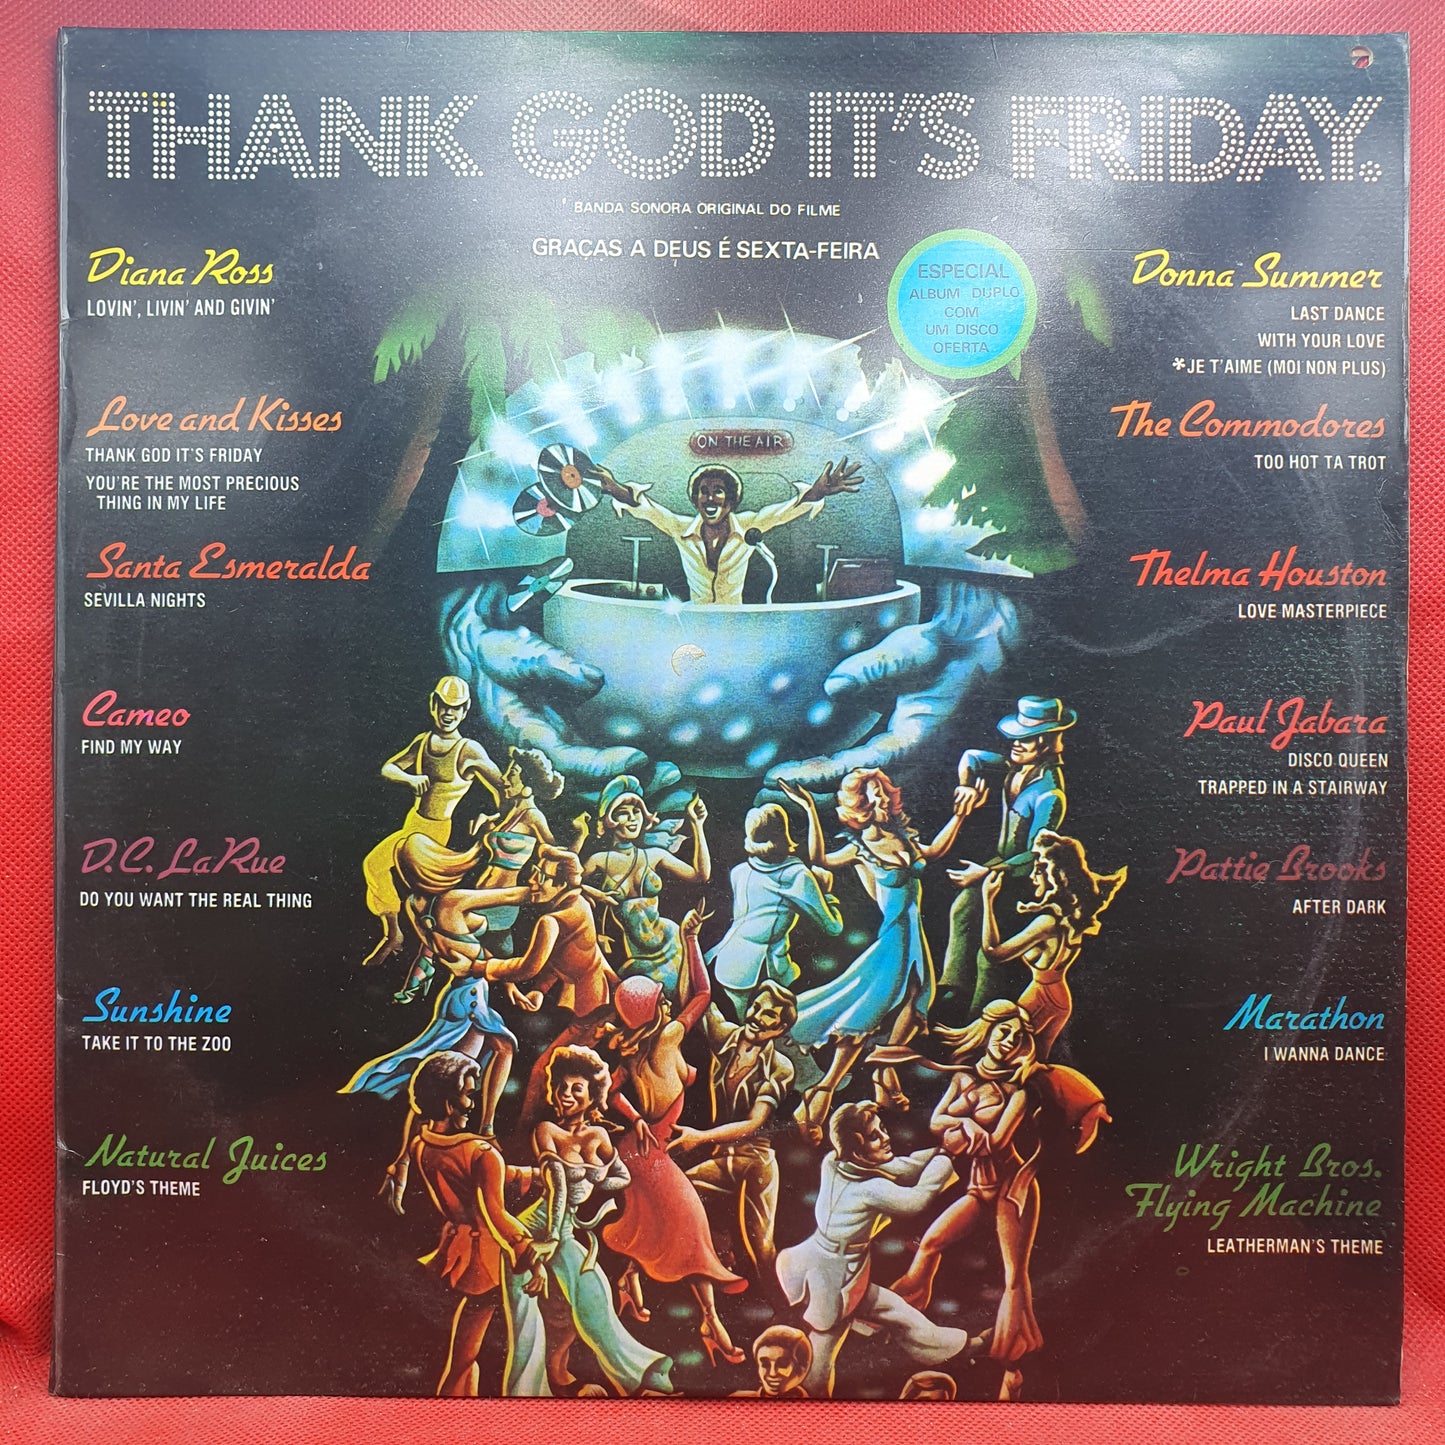 THANK GOD IT'S FRIDAY.
BANDA SONORA ORIGINAL DO FILME
GRAÇAS A DEUS É SEXTA-FEIRA
ESPECIAL
ALBUM DUPLO
COM
UM DISCO
OFERTA
ON THE AIR
Diana Ross
LOVIN', LIVIN' AND GIVIN'
Love and Kisses
THANK GOD IT'S FRIDAY
YOU'RE THE MOST PRECIOUS
THING IN MY LIFE
Santa Esmeralda
SEVILLA NIGHTS
Cameo
FIND MY WAY
D.C. LaRue
DO YOU WANT THE REAL THING
Sunshine
TAKE IT TO THE ZOO
Natural Juices
FLOYD'S THEME
Donna Summer
LAST DANCE
WITH YOUR LOVE
*JE T'AIME (MOI NON PLUS)
The Commodores
TOO HOT TA TROT
Thelma Houston
LOVE MASTERPIECE
Paul Jabara
DISCO QUEEN
TRAPPED IN A STAIRWAY
Pattie Brooks
AFTER DARK
Marathon
I WANNA DANCE
Wright Bros.
Flying Machine
LEATHERMAN'S THEME